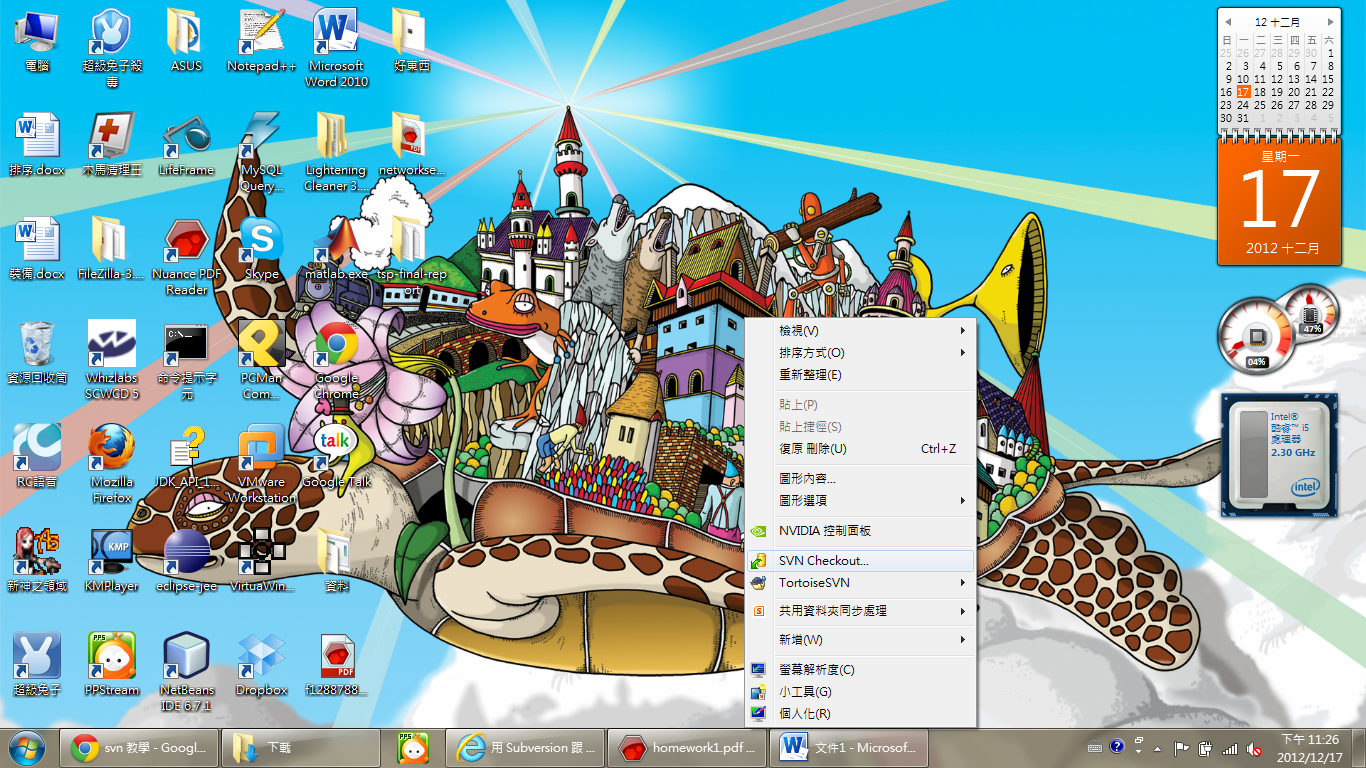 電腦
超級兔子殺
毒
ASUS
Notepad++
Microsoft
Word 2010
好東西
排序.docx
木馬清理王
LifeFrame
MySQL
Query...
Lightening
Cleaner 3....
networkse...
裝備.docx
FileZilla-3....
Nuance PDF
Reader
Skype
matlab.exe
tsp-final-rep
ort
資源回收筒
Whizlabs
SCWCD 5
命令提示字
元
PCMan
Com...
Google
Chrome
RC語音
Mozilla
Firefox
JDK_API_1...
VMware
Workstation
talk
Google Talk
新神之領域
KMP
KMPlayer
eclipse-jee
VirtuaWin...
資料
超級兔子
PPS
PPStream
NetBeans
IDE 6.7.1
Dropbox
PDF
f1288788...
檢視(V)
排序方式(O)
重新整理(E)
貼上(P)
貼上捷徑(S)
復原 刪除(U) Ctrl+Z
圖形內容...
圖形選項
NVIDIA 控制面板
SVN Checkout...
TortoiseSVN
共用資料夾同步處理
新增(W)
螢幕解析度(C)
小工具(G)
個人化(R)
12 十二月
日 一 二 三 四 五 六
25 26 27 28 29 30 1
2 3 4 5 6 7 8
9 10 11 12 13 14 15
16 17 18 19 20 21 22
23 24 25 26 27 28 29
30 31 1 2 3 4 5
星期一
17
2012 十二月
47%
04%
Intel®
酷睿™ i5
處理器
2.30 GHz
intel
svn 教學 - Googl...
下載
PPS
用 Subversion 跟 ...
homework1.pdf ...
文件1 - Microsof...
下午 11:26
2012/12/17